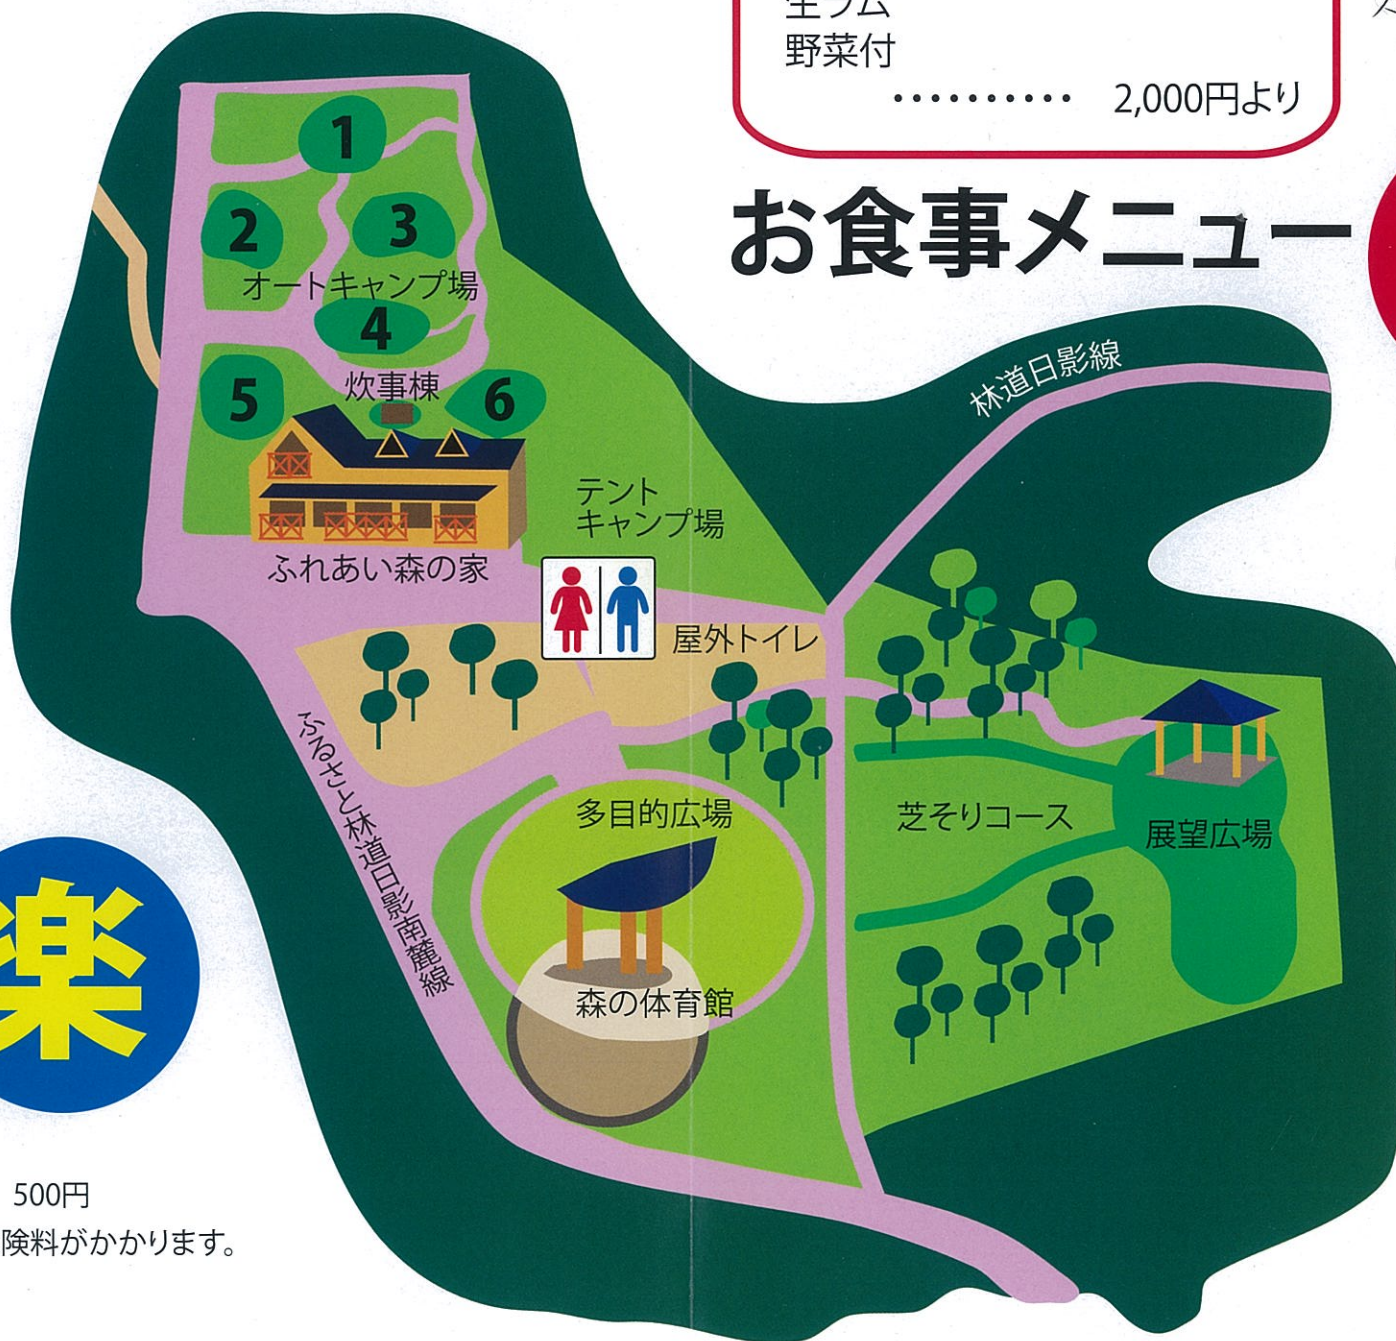 生ラム
野菜付
‥‥‥‥‥ 2,000円より
お食事メニュー
1
2
3
オートキャンプ場
4
炊事棟
5
6
林道日影線
テント
キャンプ場
ふれあい森の家
屋外トイレ
ふるさと林道日影南麓線
多目的広場
芝そりコース
展望広場
森の体育館
楽
500円
険料がかかります。